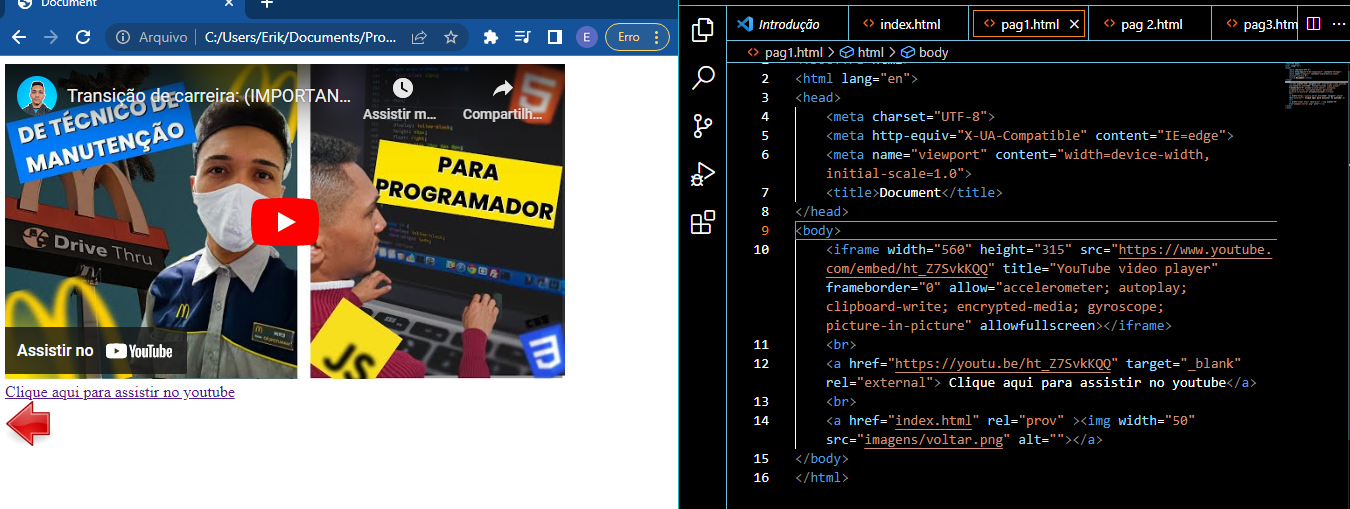 Document
Arquivo
C:/Users/Erik/Documents/Pro...
E
Erro
Transição de carreira: (IMPORTAN...
Assistir m...
Compartilh...
DE TÉCNICO DE
MANUTENÇÃO
PARA
PROGRAMADOR
Drive Thru
JS
Assistir no YouTube
Clique aqui para assistir no youtube
Introdução
index.html
pag1.html
pag 2.html
pag3.htm
pag1.html > html > body
2 <html lang="en">
3 <head>
4 <meta charset="UTF-8">
5 <meta http-equiv="X-UA-Compatible" content="IE=edge">
6 <meta name="viewport" content="width=device-width,
initial-scale=1.0">
7 <title>Document</title>
8 </head>
9 <body>
10 <iframe width="560" height="315" src="https://www.youtube.
com/embed/ht_Z7SvkKQQ" title="YouTube video player"
frameborder="0" allow="accelerometer; autoplay;
clipboard-write; encrypted-media; gyroscope;
picture-in-picture" allowfullscreen></iframe>
11 <br>
12 <a href="https://youtu.be/ht_Z7SvkKQQ" target="_blank"
rel="external"> Clique aqui para assistir no youtube</a>
13 <br>
14 <a href="index.html" rel="prov" ><img width="50"
src="imagens/voltar.png" alt=""></a>
15 </body>
16 </html>